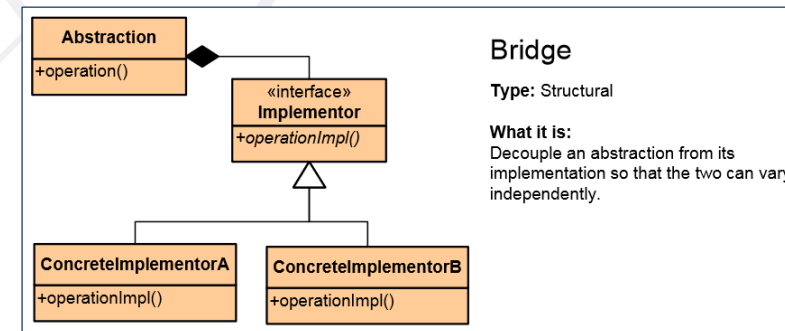 Abstraction
+operation()
«interface»
Implementor
+operationImpl()
ConcreteImplementorA
+operationImpl()
ConcreteImplementorB
+operationImpl()
Bridge
Type: Structural
What it is:
Decouple an abstraction from its
implementation so that the two can vary
independently.